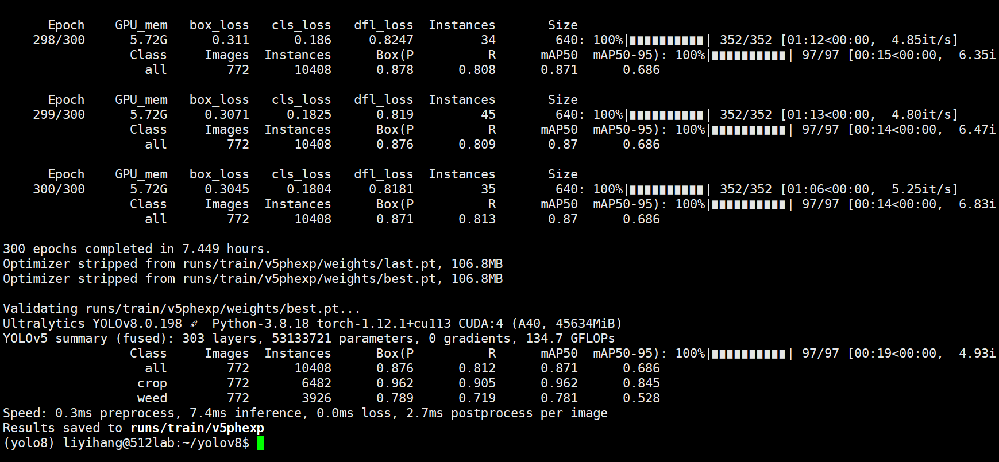 Epoch GPU_mem box_loss cls_loss dfl_loss Instances Size
298/300 5.72G 0.311 0.186 0.8247 34 640: 100%|██████████| 352/352 [01:12<00:00, 4.85it/s]
Class Images Instances Box(P R mAP50 mAP50-95): 100%|██████████| 97/97 [00:15<00:00, 6.35i
all 772 10408 0.878 0.808 0.871 0.686
Epoch GPU_mem box_loss cls_loss dfl_loss Instances Size
299/300 5.72G 0.3071 0.1825 0.819 45 640: 100%|██████████| 352/352 [01:13<00:00, 4.80it/s]
Class Images Instances Box(P R mAP50 mAP50-95): 100%|██████████| 97/97 [00:14<00:00, 6.47i
all 772 10408 0.876 0.809 0.87 0.686
Epoch GPU_mem box_loss cls_loss dfl_loss Instances Size
300/300 5.72G 0.3045 0.1804 0.8181 35 640: 100%|██████████| 352/352 [01:06<00:00, 5.25it/s]
Class Images Instances Box(P R mAP50 mAP50-95): 100%|██████████| 97/97 [00:14<00:00, 6.83i
all 772 10408 0.871 0.813 0.87 0.686
300 epochs completed in 7.449 hours.
Optimizer stripped from runs/train/v5phexp/weights/last.pt, 106.8MB
Optimizer stripped from runs/train/v5phexp/weights/best.pt, 106.8MB
Validating runs/train/v5phexp/weights/best.pt...
Ultralytics YOLOv8.0.198 🚀 Python-3.8.18 torch-1.12.1+cu113 CUDA:4 (A40, 45634MiB)
YOLOv5 summary (fused): 303 layers, 53133721 parameters, 0 gradients, 134.7 GFLOPs
Class Images Instances Box(P R mAP50 mAP50-95): 100%|██████████| 97/97 [00:19<00:00, 4.93i
all 772 10408 0.876 0.812 0.871 0.686
crop 772 6482 0.962 0.905 0.962 0.845
weed 772 3926 0.789 0.719 0.781 0.528
Speed: 0.3ms preprocess, 7.4ms inference, 0.0ms loss, 2.7ms postprocess per image
Results saved to runs/train/v5phexp
(yolo8) liyihang@512lab:~/yolov8$